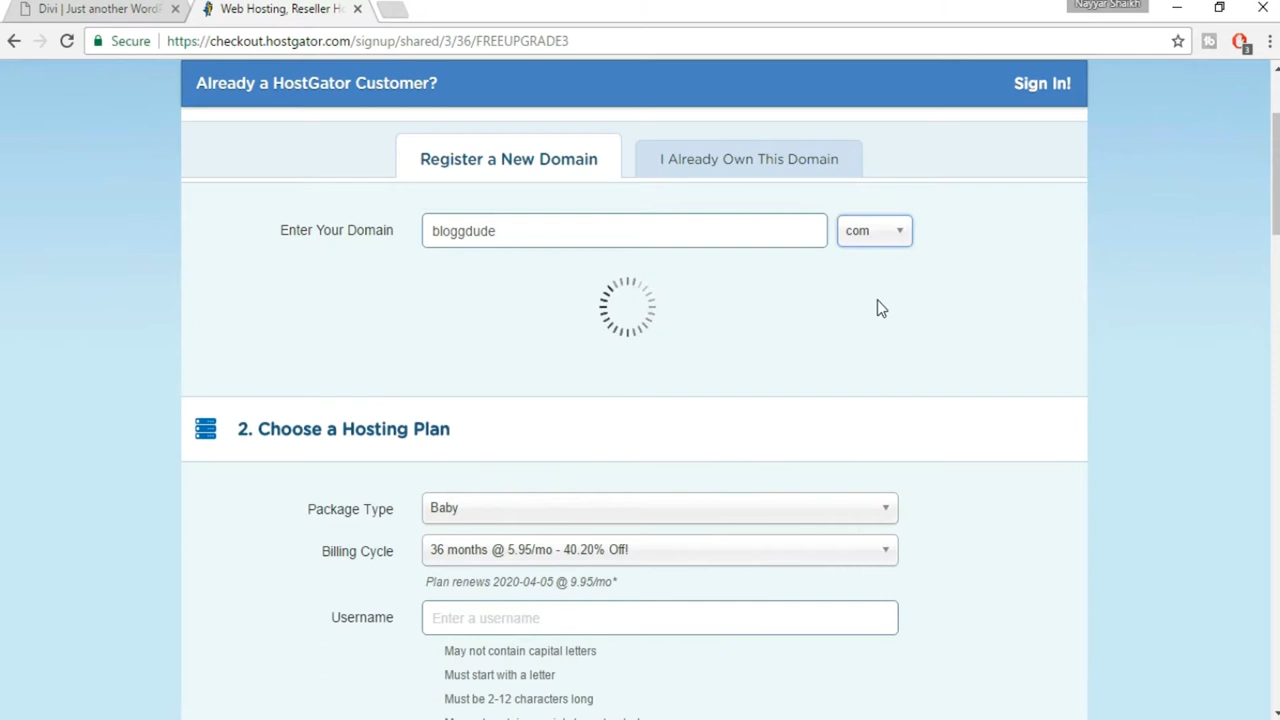 Divi | Just another WordP
Web Hosting, Reseller Ho
Nayyar Shaikh
Secure https://checkout.hostgator.com/signup/shared/3/36/FREEUPGRADE3
3
Already a HostGator Customer? Sign In!
Register a New Domain I Already Own This Domain
Enter Your Domain bloggdude com
2. Choose a Hosting Plan
Package Type Baby
Billing Cycle 36 months @ 5.95/mo - 40.20% Off!
Plan renews 2020-04-05 @ 9.95/mo*
Username Enter a username
May not contain capital letters
Must start with a letter
Must be 2-12 characters long